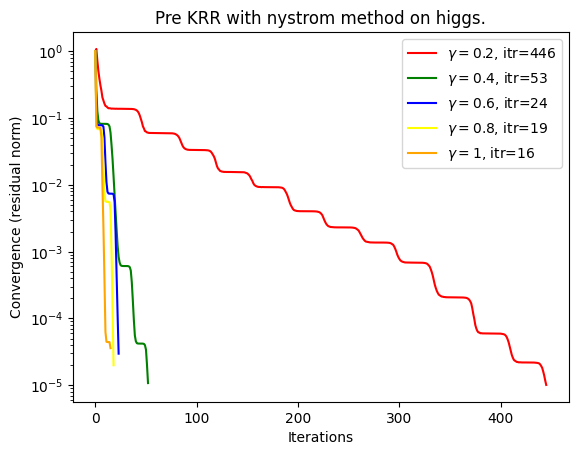 Pre KRR with nystrom method on higgs.
Convergence (residual norm)
10⁰
10⁻¹
10⁻²
10⁻³
10⁻⁴
10⁻⁵
γ = 0.2, itr=446
γ = 0.4, itr=53
γ = 0.6, itr=24
γ = 0.8, itr=19
γ = 1, itr=16
0 100 200 300 400
Iterations